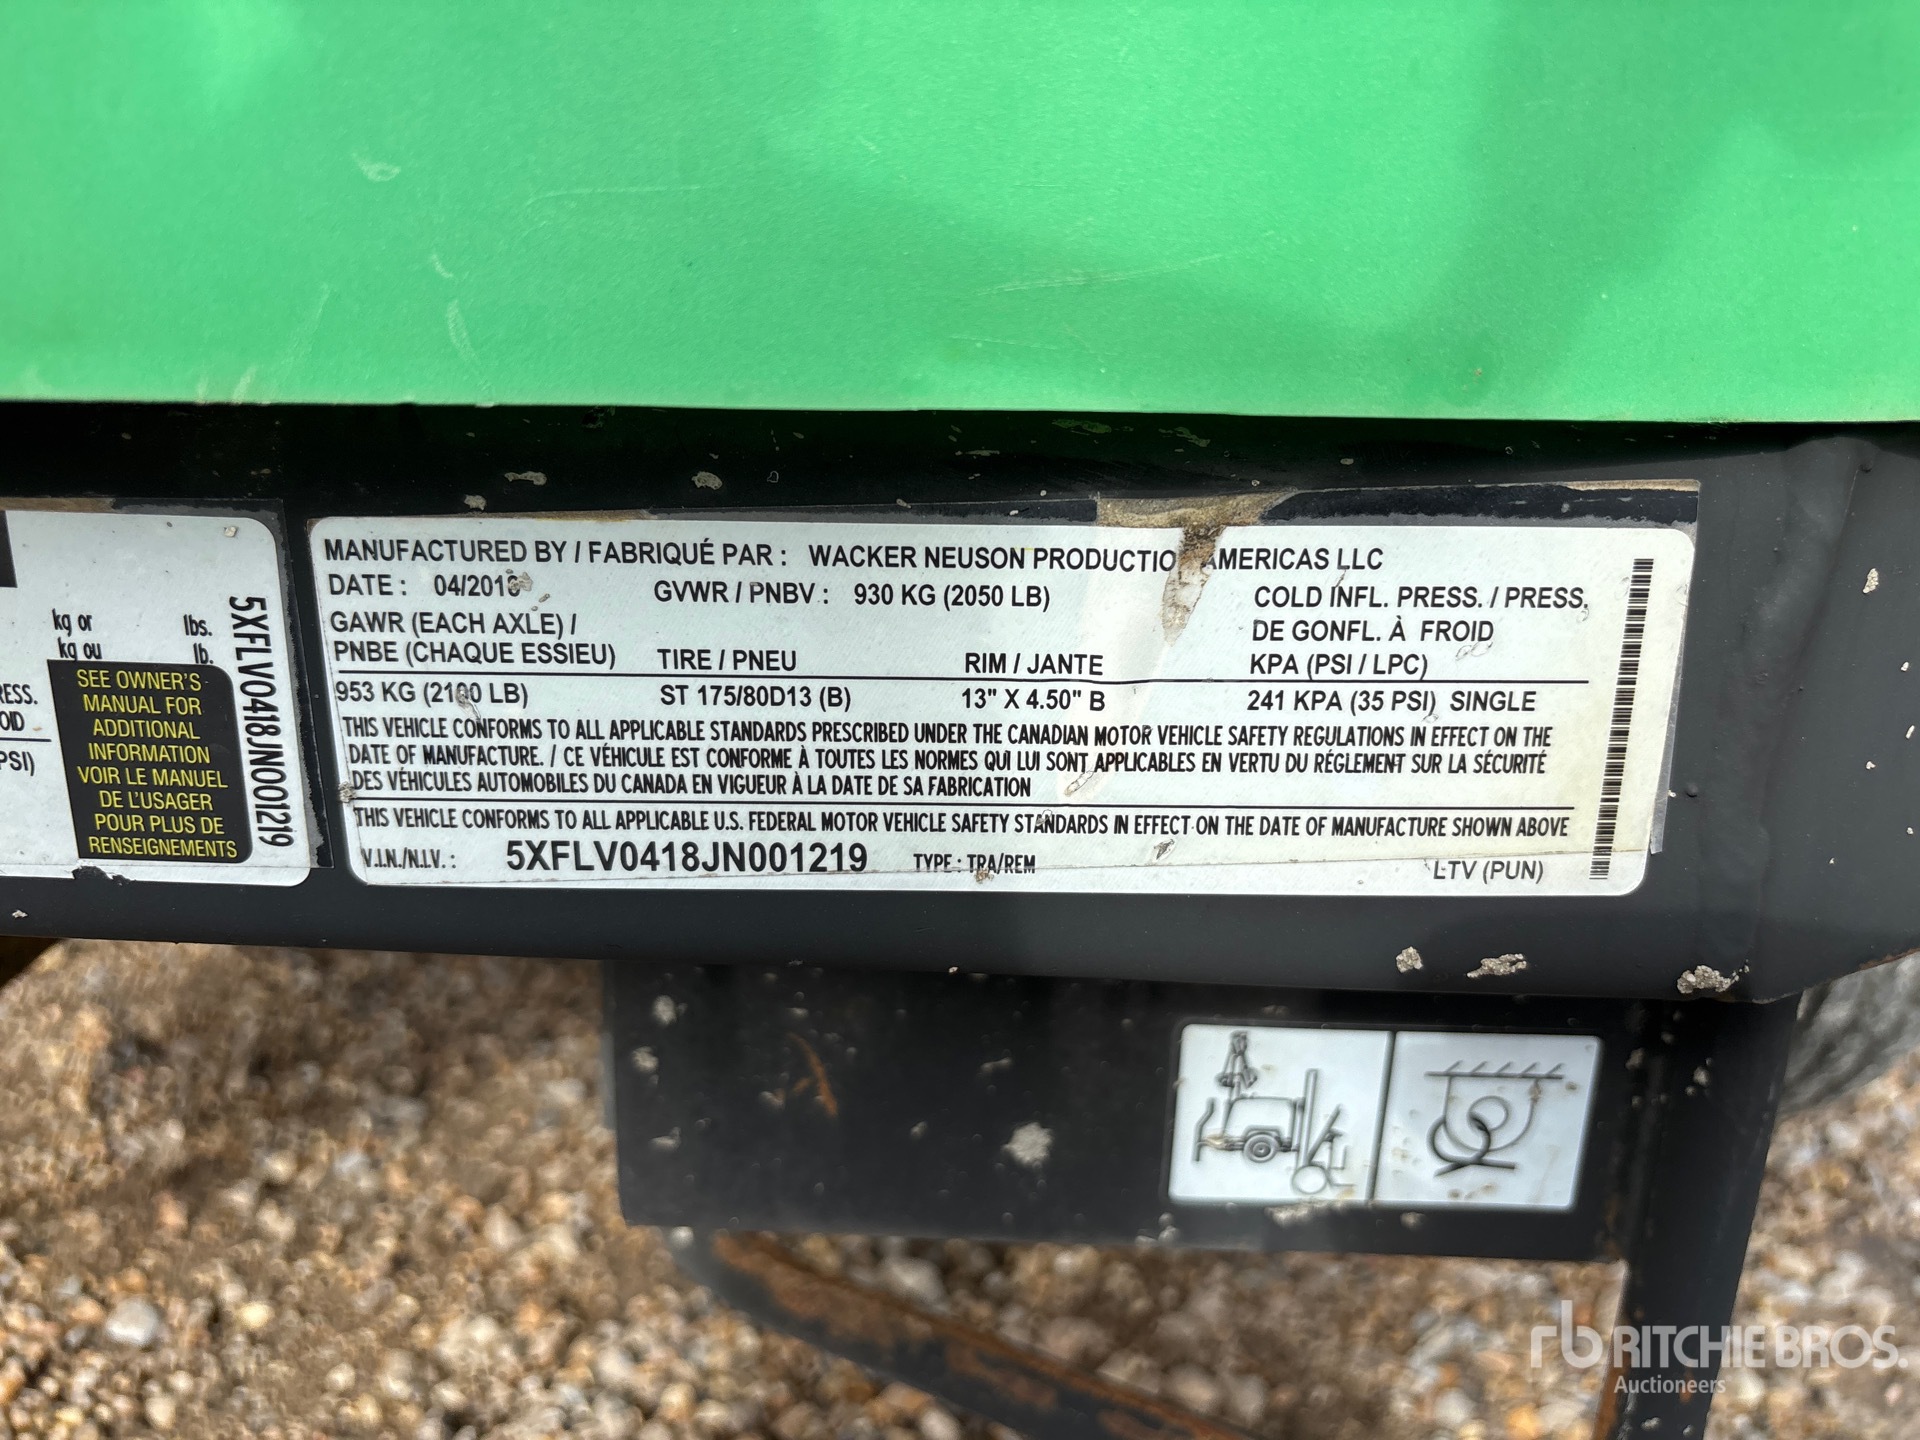 MANUFACTURED BY / FABRIQUÉ PAR : WACKER NEUSON PRODUCTIO AMERICAS LLC
DATE : 04/2018 GVWR / PNBV : 930 KG (2050 LB)
COLD INFL. PRESS. / PRESS.
DE GONFL. À FROID
KPA (PSI / LPC)
GAWR (EACH AXLE) /
PNBE (CHAQUE ESSIEU) TIRE / PNEU RIM / JANTE
953 KG (2100 LB) ST 175/80D13 (B) 13" X 4.50" B 241 KPA (35 PSI) SINGLE
THIS VEHICLE CONFORMS TO ALL APPLICABLE STANDARDS PRESCRIBED UNDER THE CANADIAN MOTOR VEHICLE SAFETY REGULATIONS IN EFFECT ON THE
DATE OF MANUFACTURE. / CE VÉHICULE EST CONFORME À TOUTES LES NORMES QUI LUI SONT APPLICABLES EN VERTU DU RÉGLEMENT SUR LA SÉCURITÉ
DES VÉHICULES AUTOMOBILES DU CANADA EN VIGUEUR À LA DATE DE SA FABRICATION
THIS VEHICLE CONFORMS TO ALL APPLICABLE U.S. FEDERAL MOTOR VEHICLE SAFETY STANDARDS IN EFFECT ON THE DATE OF MANUFACTURE SHOWN ABOVE
V.I.N./N.I.V. : 5XFLV0418JN001219 TYPE : TRA/REM LTV (PUN)
kg or lbs.
kg ou lb.
RESS.
OID
PSI)
SEE OWNER'S
MANUAL FOR
ADDITIONAL
INFORMATION
VOIR LE MANUEL
DE L'USAGER
POUR PLUS DE
RENSEIGNEMENTS
5XFLV0418JN001219
rb RITCHIE BROS.
Auctioneers